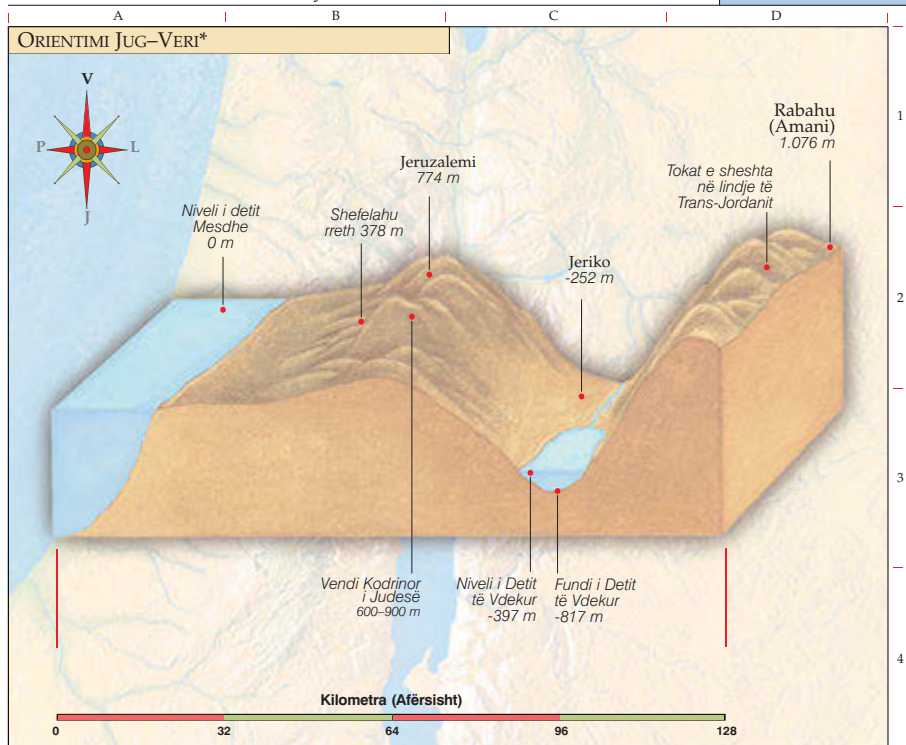 A B C D
ORIENTIMI JUG–VERI*
V
P L
J
1
2
3
4
Rabahu
(Amani)
1.076 m
Jeruzalemi
774 m
Tokat e sheshta
në lindje të
Trans-Jordanit
Niveli i detit
Mesdhe
0 m
Shefelahu
rreth 378 m
Jeriko
-252 m
Vendi Kodrinor
i Judesë
600–900 m
Niveli i Detit
të Vdekur
-397 m
Fundi i Detit
të Vdekur
-817 m
Kilometra (Afërsisht)
0 32 64 96 128